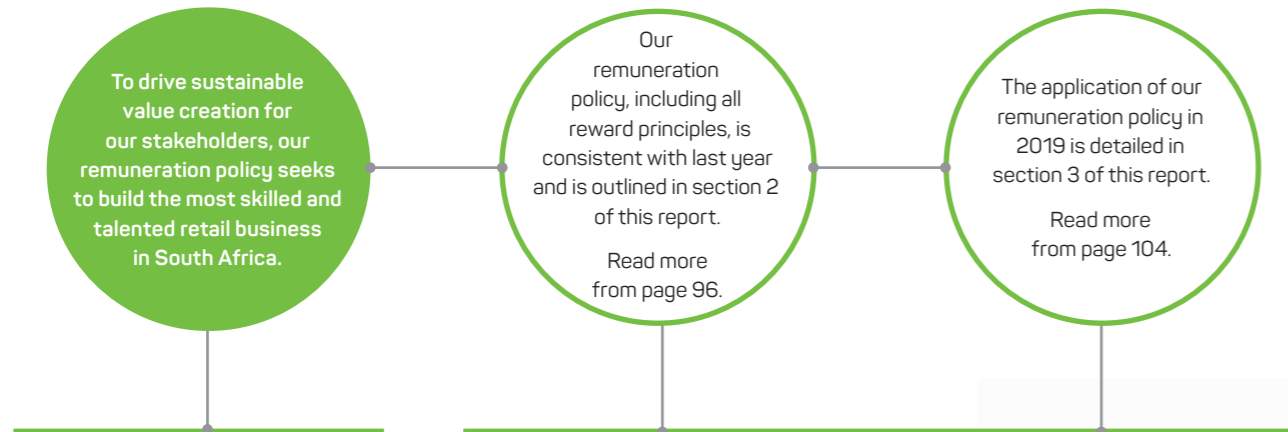 To drive sustainable
value creation for
our stakeholders, our
remuneration policy seeks
to build the most skilled and
talented retail business
in South Africa.
Our
remuneration
policy, including all
reward principles, is
consistent with last year
and is outlined in section 2
of this report.
Read more
from page 96.
The application of our
remuneration policy in
2019 is detailed in
section 3 of this report.
Read more
from page 104.